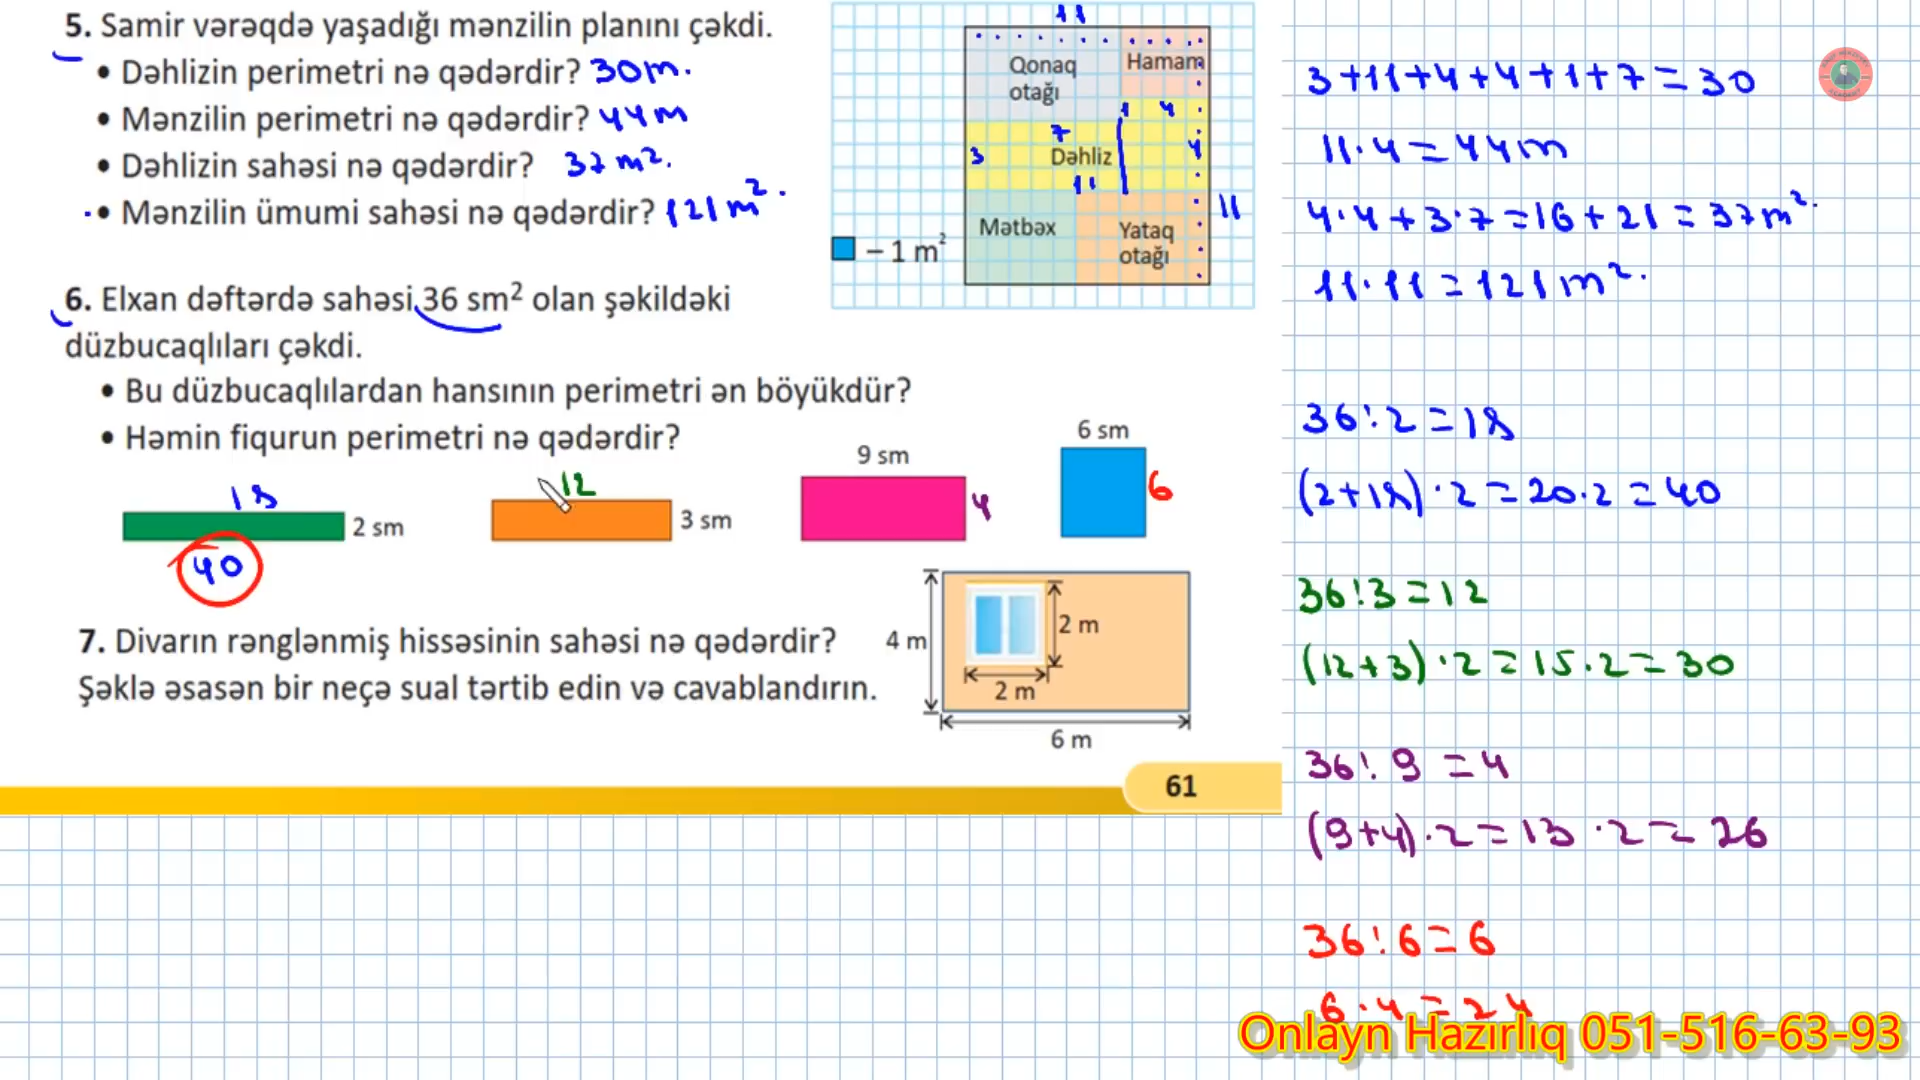 5. Samir vərəqdə yaşadığı mənzilin planını çəkdi.
• Dəhlizin perimetri nə qədərdir? 30m.
• Mənzilin perimetri nə qədərdir? 44m
• Dəhlizin sahəsi nə qədərdir? 37m².
• Mənzilin ümumi sahəsi nə qədərdir? 121m².
11
Qonaq otağı
Hamam
1 4
7
3 Dəhliz 4
11
11
Mətbəx
Yataq otağı
– 1 m²
6. Elxan dəftərdə sahəsi 36 sm² olan şəkildəki
düzbucaqlıları çəkdi.
• Bu düzbucaqlılardan hansının perimetri ən böyükdür?
• Həmin fiqurun perimetri nə qədərdir?
18
2 sm
40
12
3 sm
9 sm
4
6 sm
6
7. Divarın rənglənmiş hissəsinin sahəsi nə qədərdir?
Şəklə əsasən bir neçə sual tərtib edin və cavablandırın.
4 m
2 m
2 m
6 m
61
3+11+4+4+1+7=30
11·4=44m
4·4+3·7=16+21=37m².
11·11=121m².
36:2=18
(2+18)·2=20·2=40
36:3=12
(12+3)·2=15·2=30
36:9=4
(9+4)·2=13·2=26
36:6=6
6·4=24
Onlayn Hazırlıq 051-516-63-93